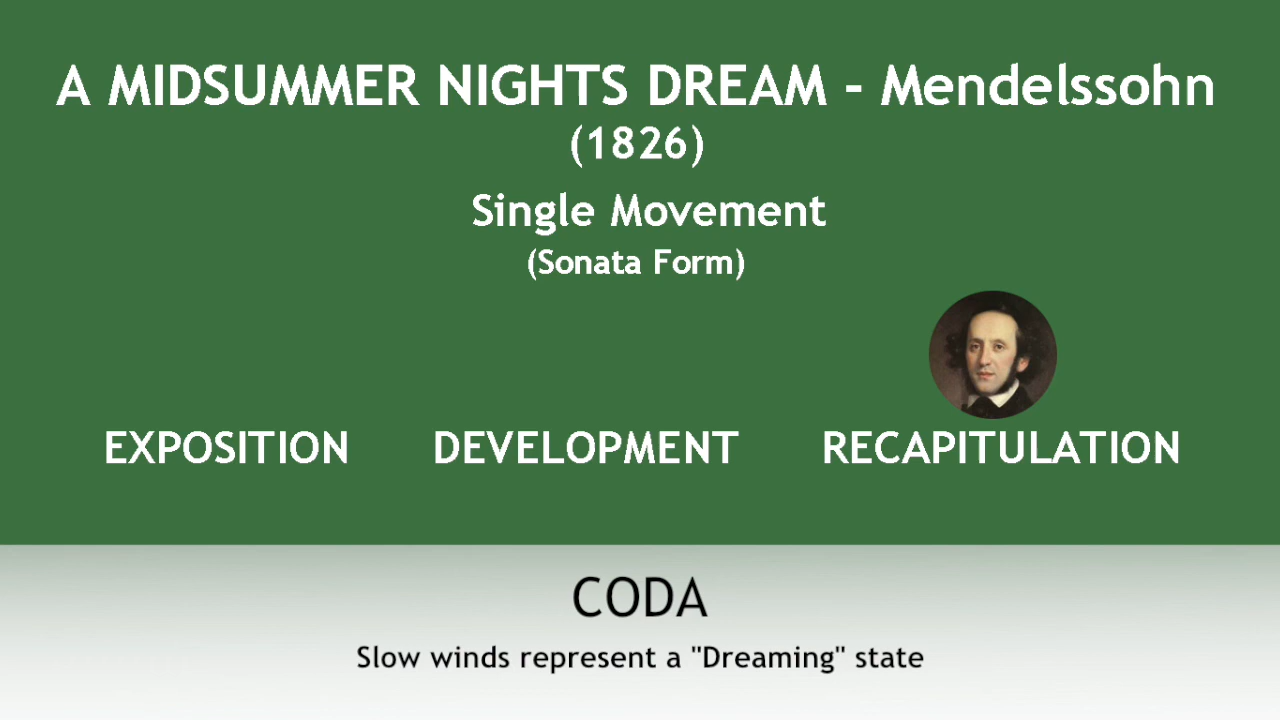 A MIDSUMMER NIGHTS DREAM - Mendelssohn
(1826)
Single Movement
(Sonata Form)
EXPOSITION DEVELOPMENT RECAPITULATION
CODA
Slow winds represent a "Dreaming" state